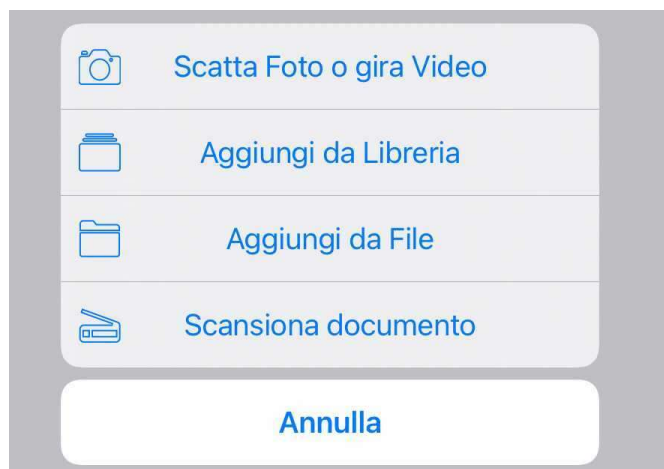 Scatta Foto o gira Video
Aggiungi da Libreria
Aggiungi da File
Scansiona documento
Annulla